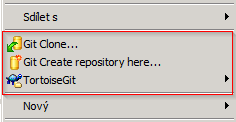 Sdílet s
Git Clone...
Git Create repository here...
TortoiseGit
Nový